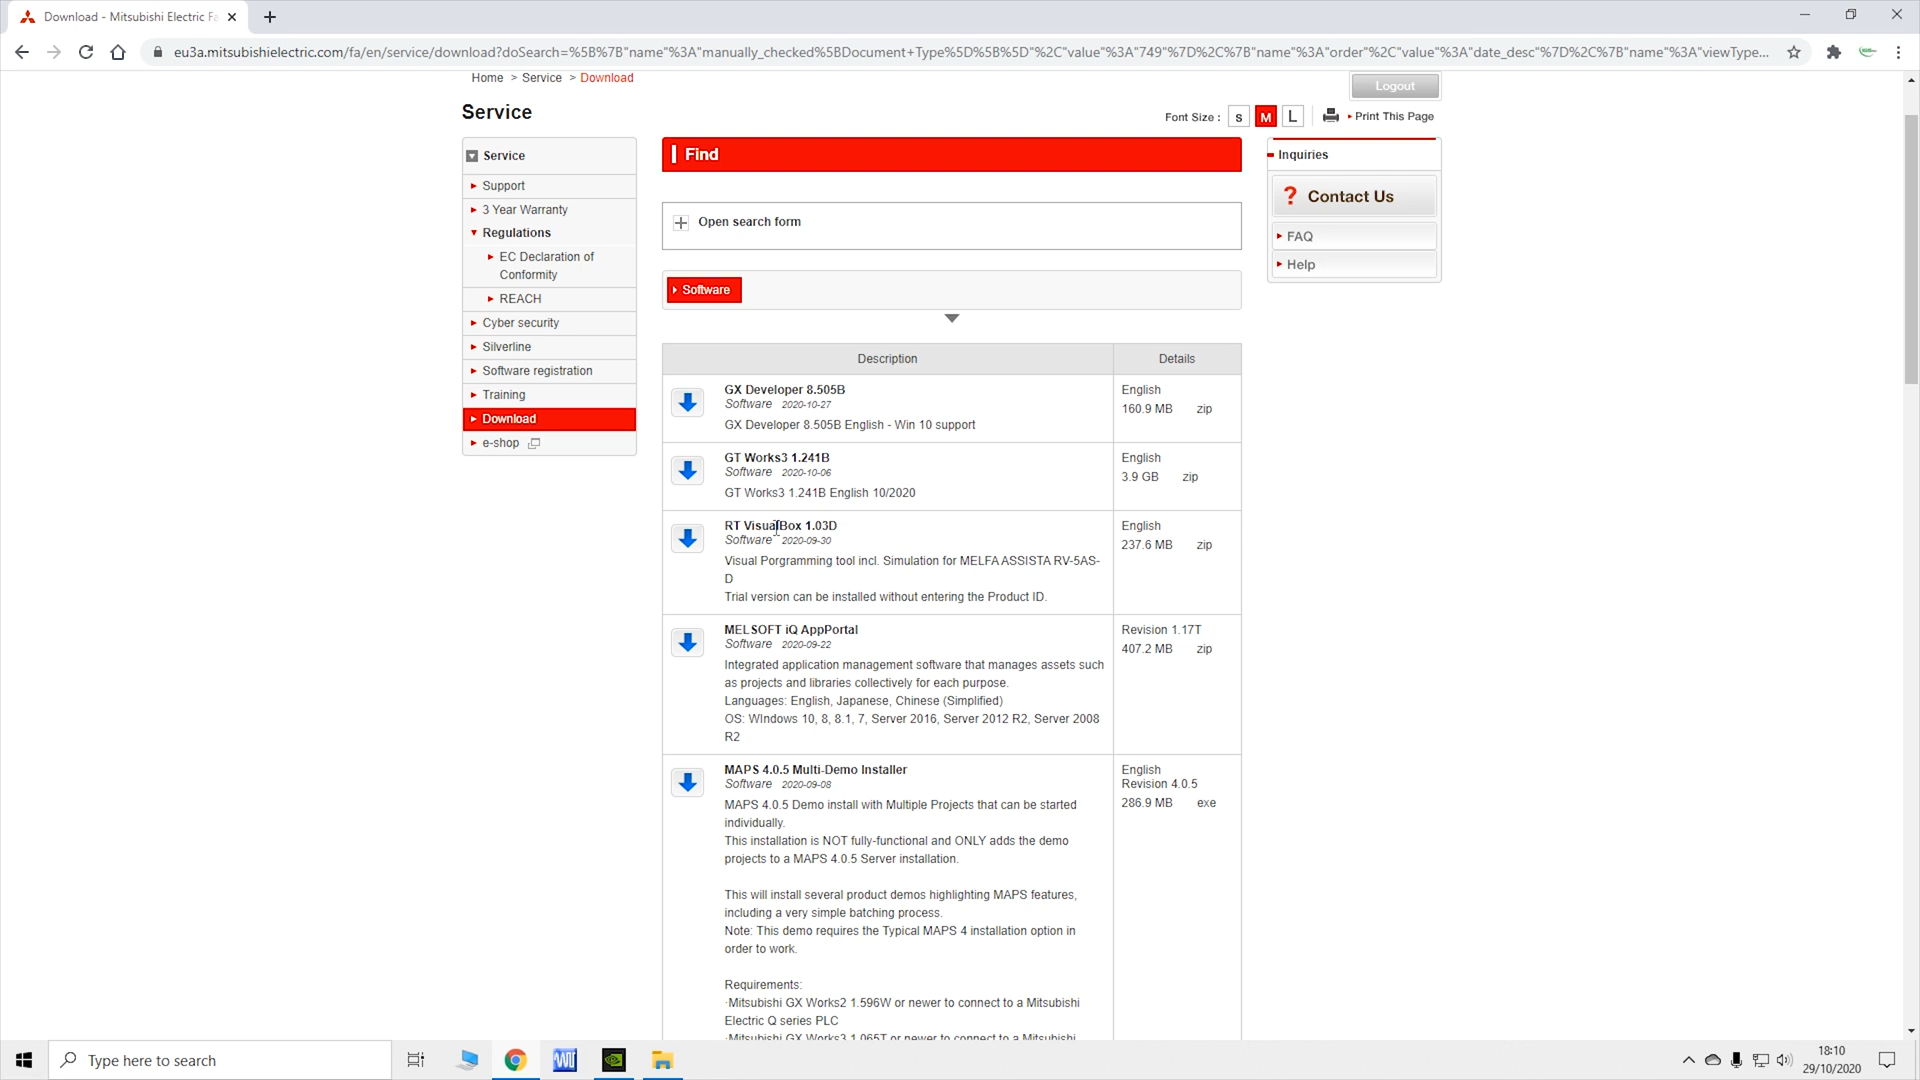 Download - Mitsubishi Electric Fa
eu3a.mitsubishielectric.com/fa/en/service/download?doSearch=%5B%7B"name"%3A"manually_checked%5BDocument+Type%5D%5B%5D"%2C"value"%3A"749"%7D%2C%7B"name"%3A"order"%2C"value"%3A"date_desc"%7D%2C%7B"name"%3A"viewType...
Home > Service > Download
Logout
Service
Font Size : S M L Print This Page
Service
Support
3 Year Warranty
Regulations
EC Declaration of
Conformity
REACH
Cyber security
Silverline
Software registration
Training
Download
e-shop
Find
Open search form
Software
Inquiries
? Contact Us
FAQ
Help
Description Details
GX Developer 8.505B English
Software 2020-10-27 160.9 MB zip
GX Developer 8.505B English - Win 10 support
GT Works3 1.241B English
Software 2020-10-06 3.9 GB zip
GT Works3 1.241B English 10/2020
RT VisualBox 1.03D English
Software 2020-09-30 237.6 MB zip
Visual Porgramming tool incl. Simulation for MELFA ASSISTA RV-5AS-
D
Trial version can be installed without entering the Product ID.
MELSOFT iQ AppPortal Revision 1.17T
Software 2020-09-22 407.2 MB zip
Integrated application management software that manages assets such
as projects and libraries collectively for each purpose.
Languages: English, Japanese, Chinese (Simplified)
OS: WIndows 10, 8, 8.1, 7, Server 2016, Server 2012 R2, Server 2008
R2
MAPS 4.0.5 Multi-Demo Installer English
Software 2020-09-08 Revision 4.0.5
286.9 MB exe
MAPS 4.0.5 Demo install with Multiple Projects that can be started
individually.
This installation is NOT fully-functional and ONLY adds the demo
projects to a MAPS 4.0.5 Server installation.
This will install several product demos highlighting MAPS features,
including a very simple batching process.
Note: This demo requires the Typical MAPS 4 installation option in
order to work.
Requirements:
·Mitsubishi GX Works2 1.596W or newer to connect to a Mitsubishi
Electric Q series PLC
·Mitsubishi GX Works3 1.065T or newer to connect to a Mitsubishi
Type here to search
18:10
29/10/2020